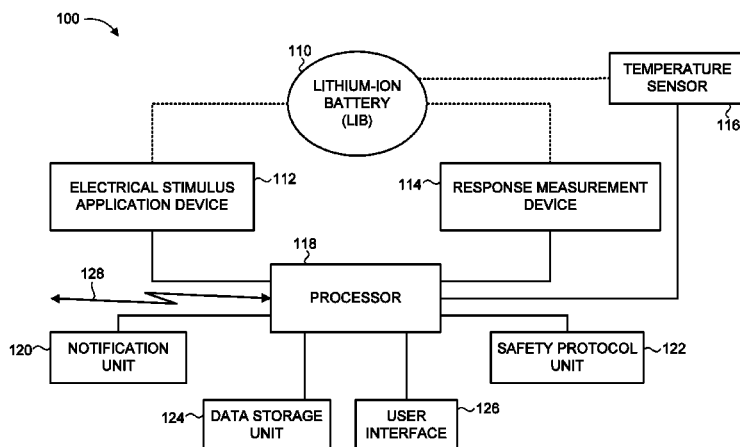 100
110
LITHIUM-ION
BATTERY
(LIB)
TEMPERATURE
SENSOR
116
ELECTRICAL STIMULUS
APPLICATION DEVICE
112
114
RESPONSE MEASUREMENT
DEVICE
118
PROCESSOR
128
120
NOTIFICATION
UNIT
SAFETY PROTOCOL
UNIT
122
124
DATA STORAGE
UNIT
USER
INTERFACE
126